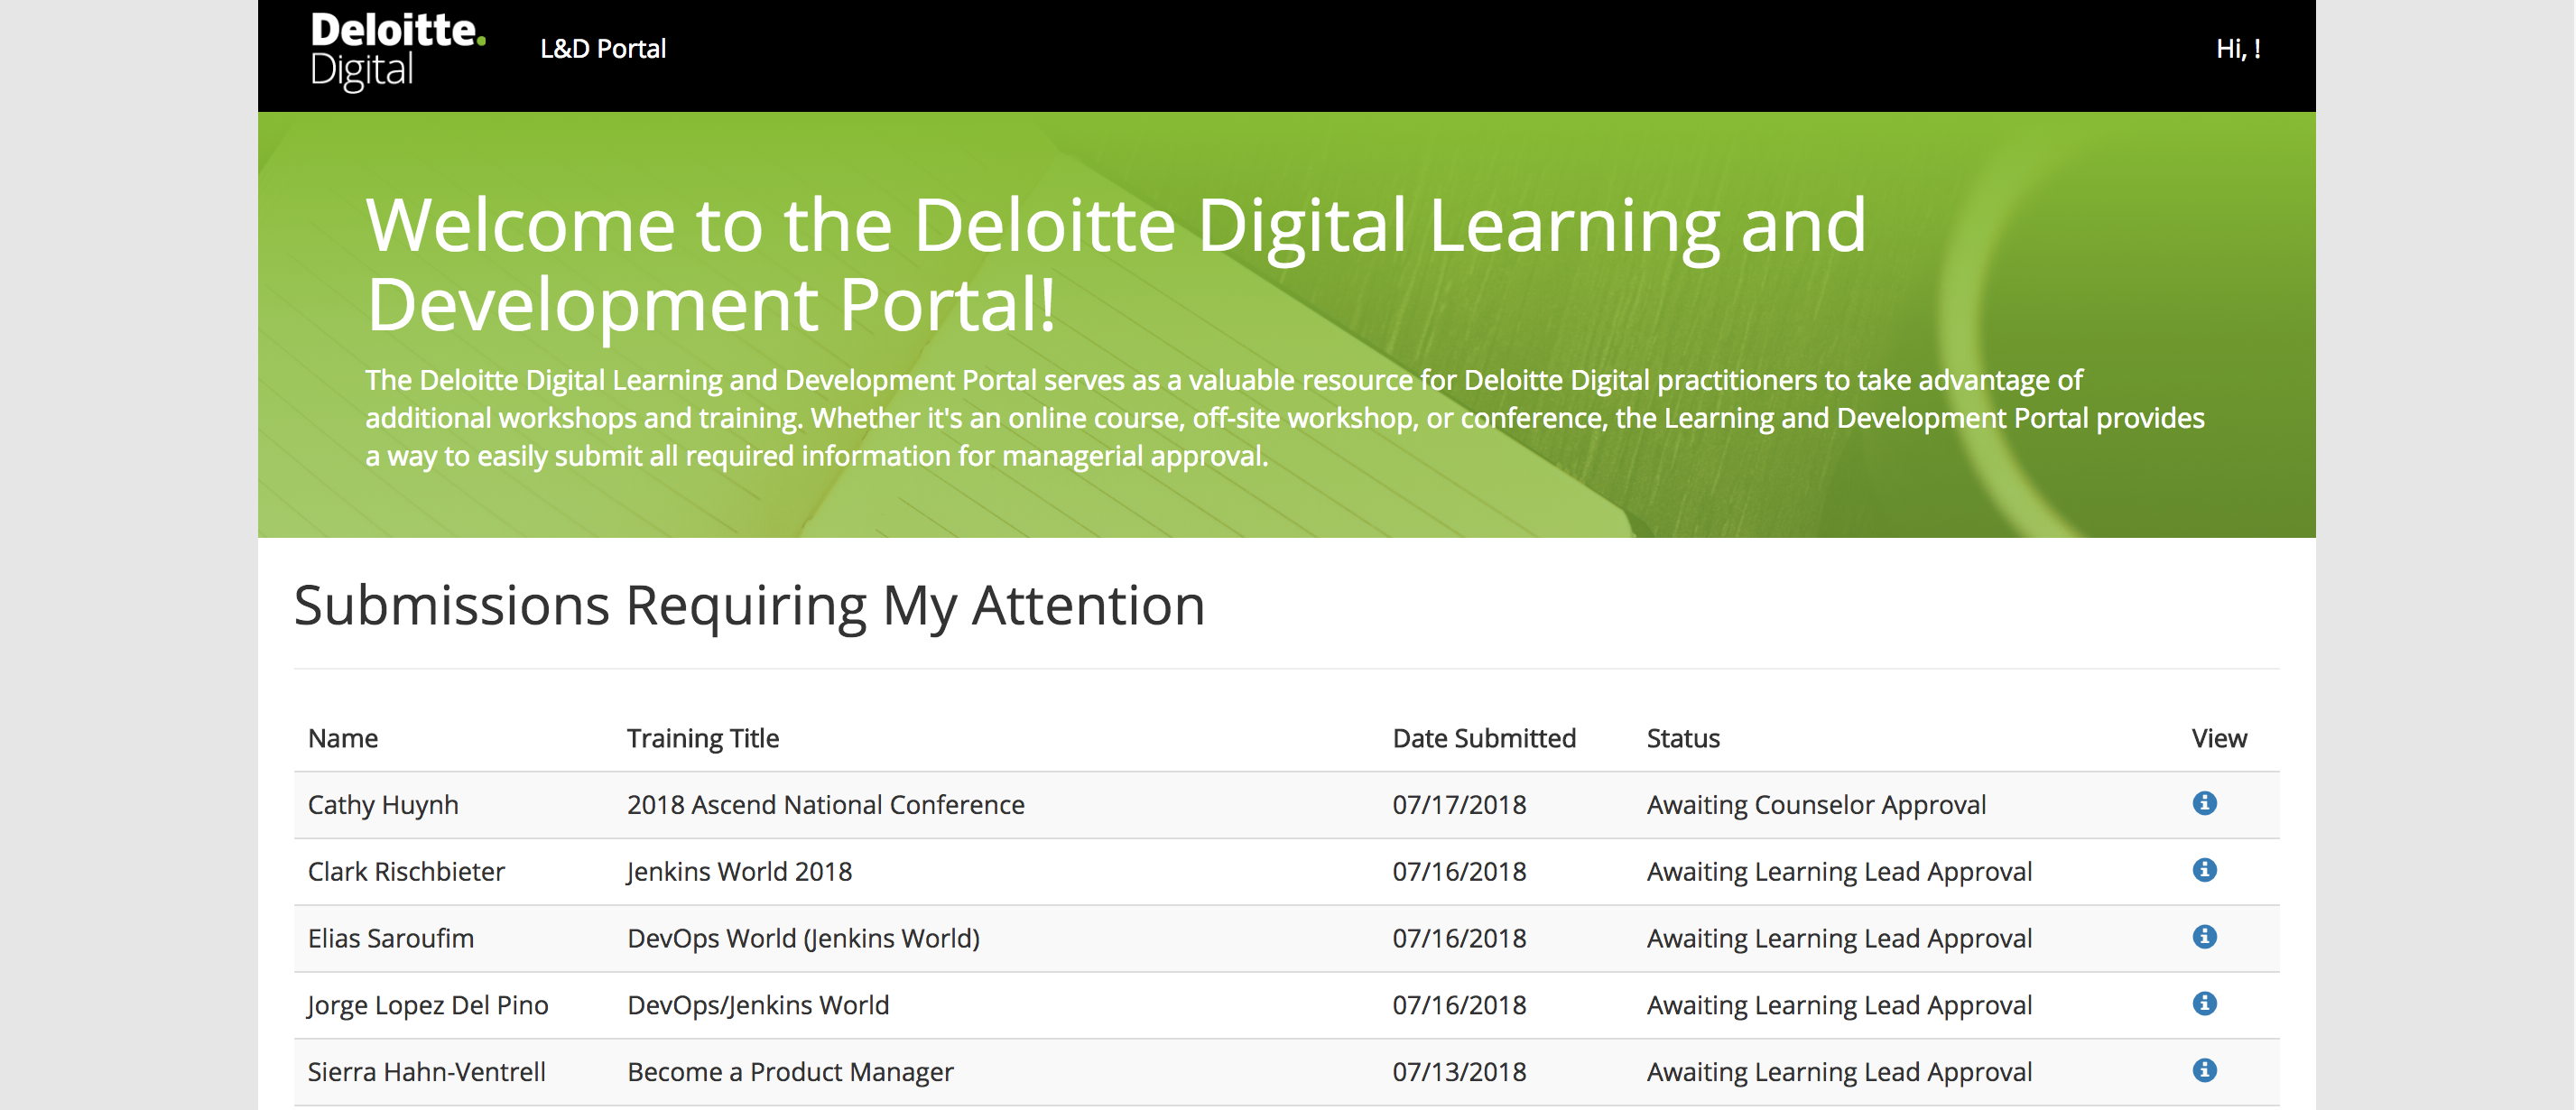 Deloitte.
Digital
L&D Portal
Hi, !
Welcome to the Deloitte Digital Learning and
Development Portal!
The Deloitte Digital Learning and Development Portal serves as a valuable resource for Deloitte Digital practitioners to take advantage of
additional workshops and training. Whether it's an online course, off-site workshop, or conference, the Learning and Development Portal provides
a way to easily submit all required information for managerial approval.
Submissions Requiring My Attention
Name Training Title Date Submitted Status View
Cathy Huynh 2018 Ascend National Conference 07/17/2018 Awaiting Counselor Approval
Clark Rischbieter Jenkins World 2018 07/16/2018 Awaiting Learning Lead Approval
Elias Saroufim DevOps World (Jenkins World) 07/16/2018 Awaiting Learning Lead Approval
Jorge Lopez Del Pino DevOps/Jenkins World 07/16/2018 Awaiting Learning Lead Approval
Sierra Hahn-Ventrell Become a Product Manager 07/13/2018 Awaiting Learning Lead Approval